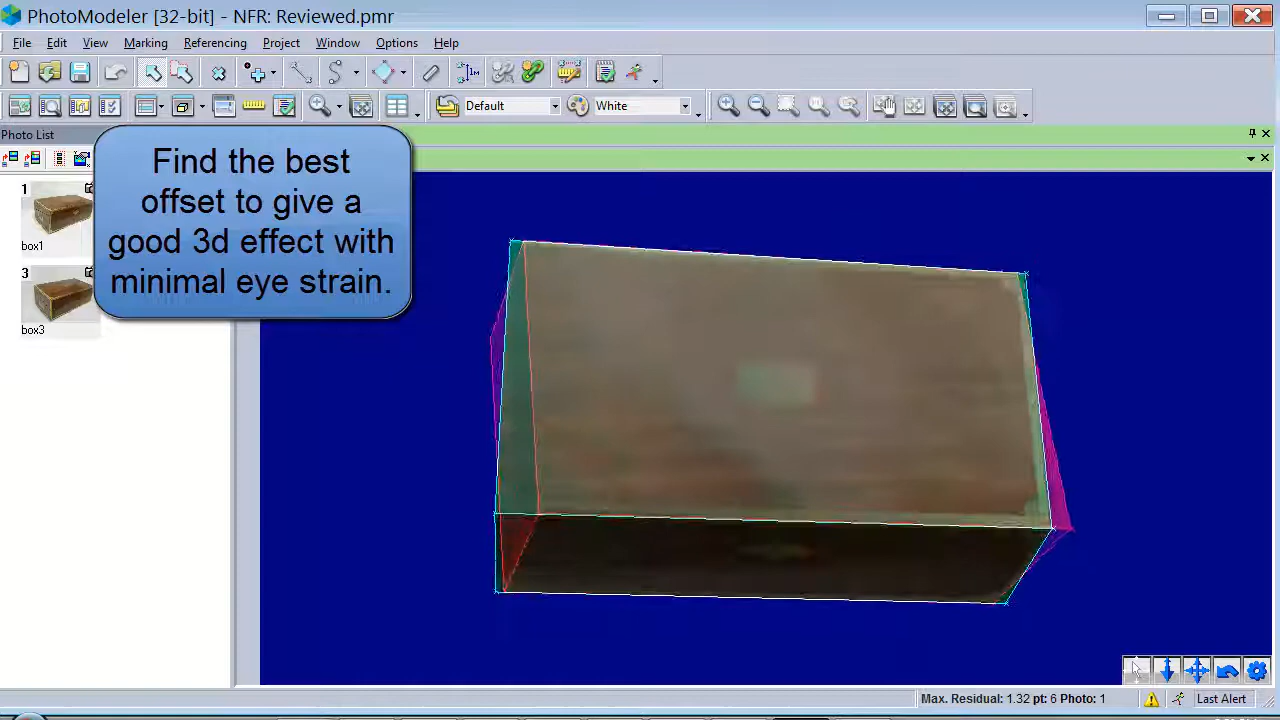 PhotoModeler [32-bit] - NFR: Reviewed.pmr
File Edit View Marking Referencing Project Window Options Help
Default White
Photo List
Find the best
offset to give a
good 3d effect with
minimal eye strain.
1
box1
3
box3
Max. Residual: 1.32 pt: 6 Photo: 1
Last Alert